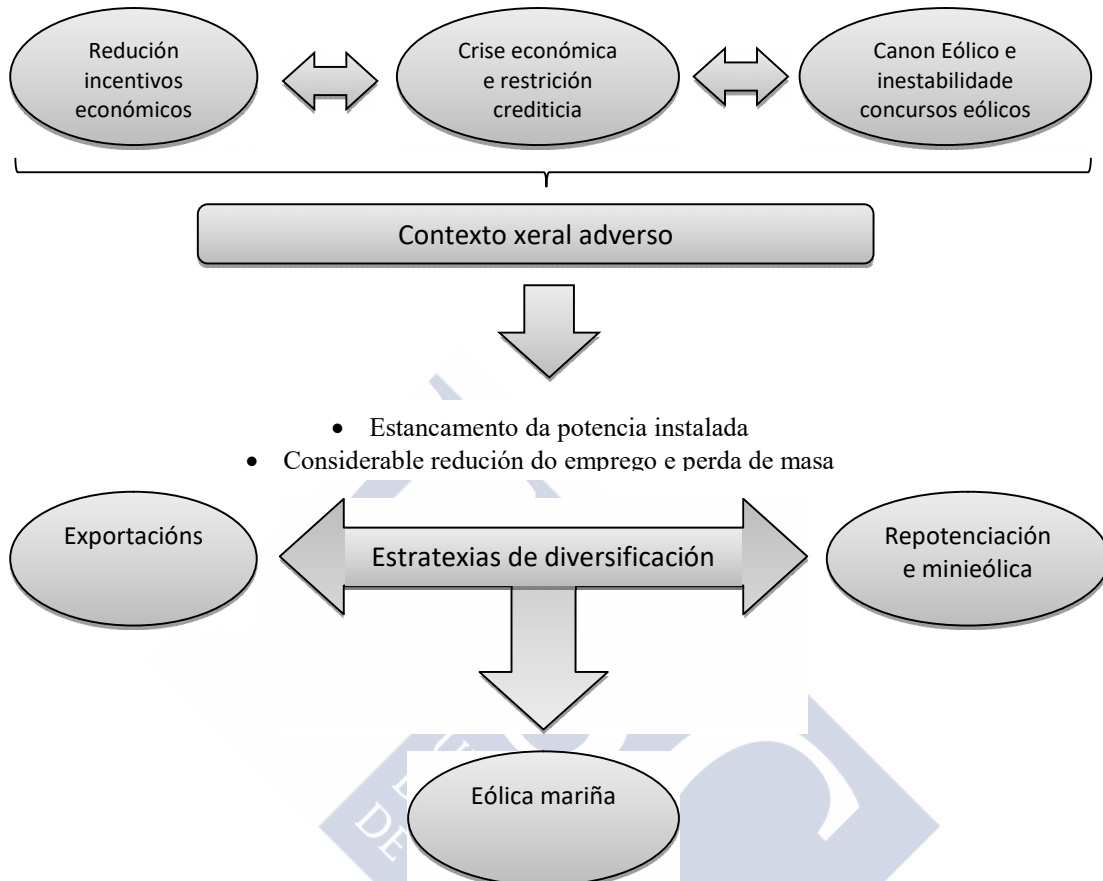 Redución
incentivos
económicos
Crise económica
e restrición
crediticia
Canon Eólico e
inestabilidade
concursos eólicos
Contexto xeral adverso
• Estancamento da potencia instalada
• Considerable redución do emprego e perda de masa
Exportacións
Estratexias de diversificación
Repotenciación
e minieólica
Eólica mariña
DE